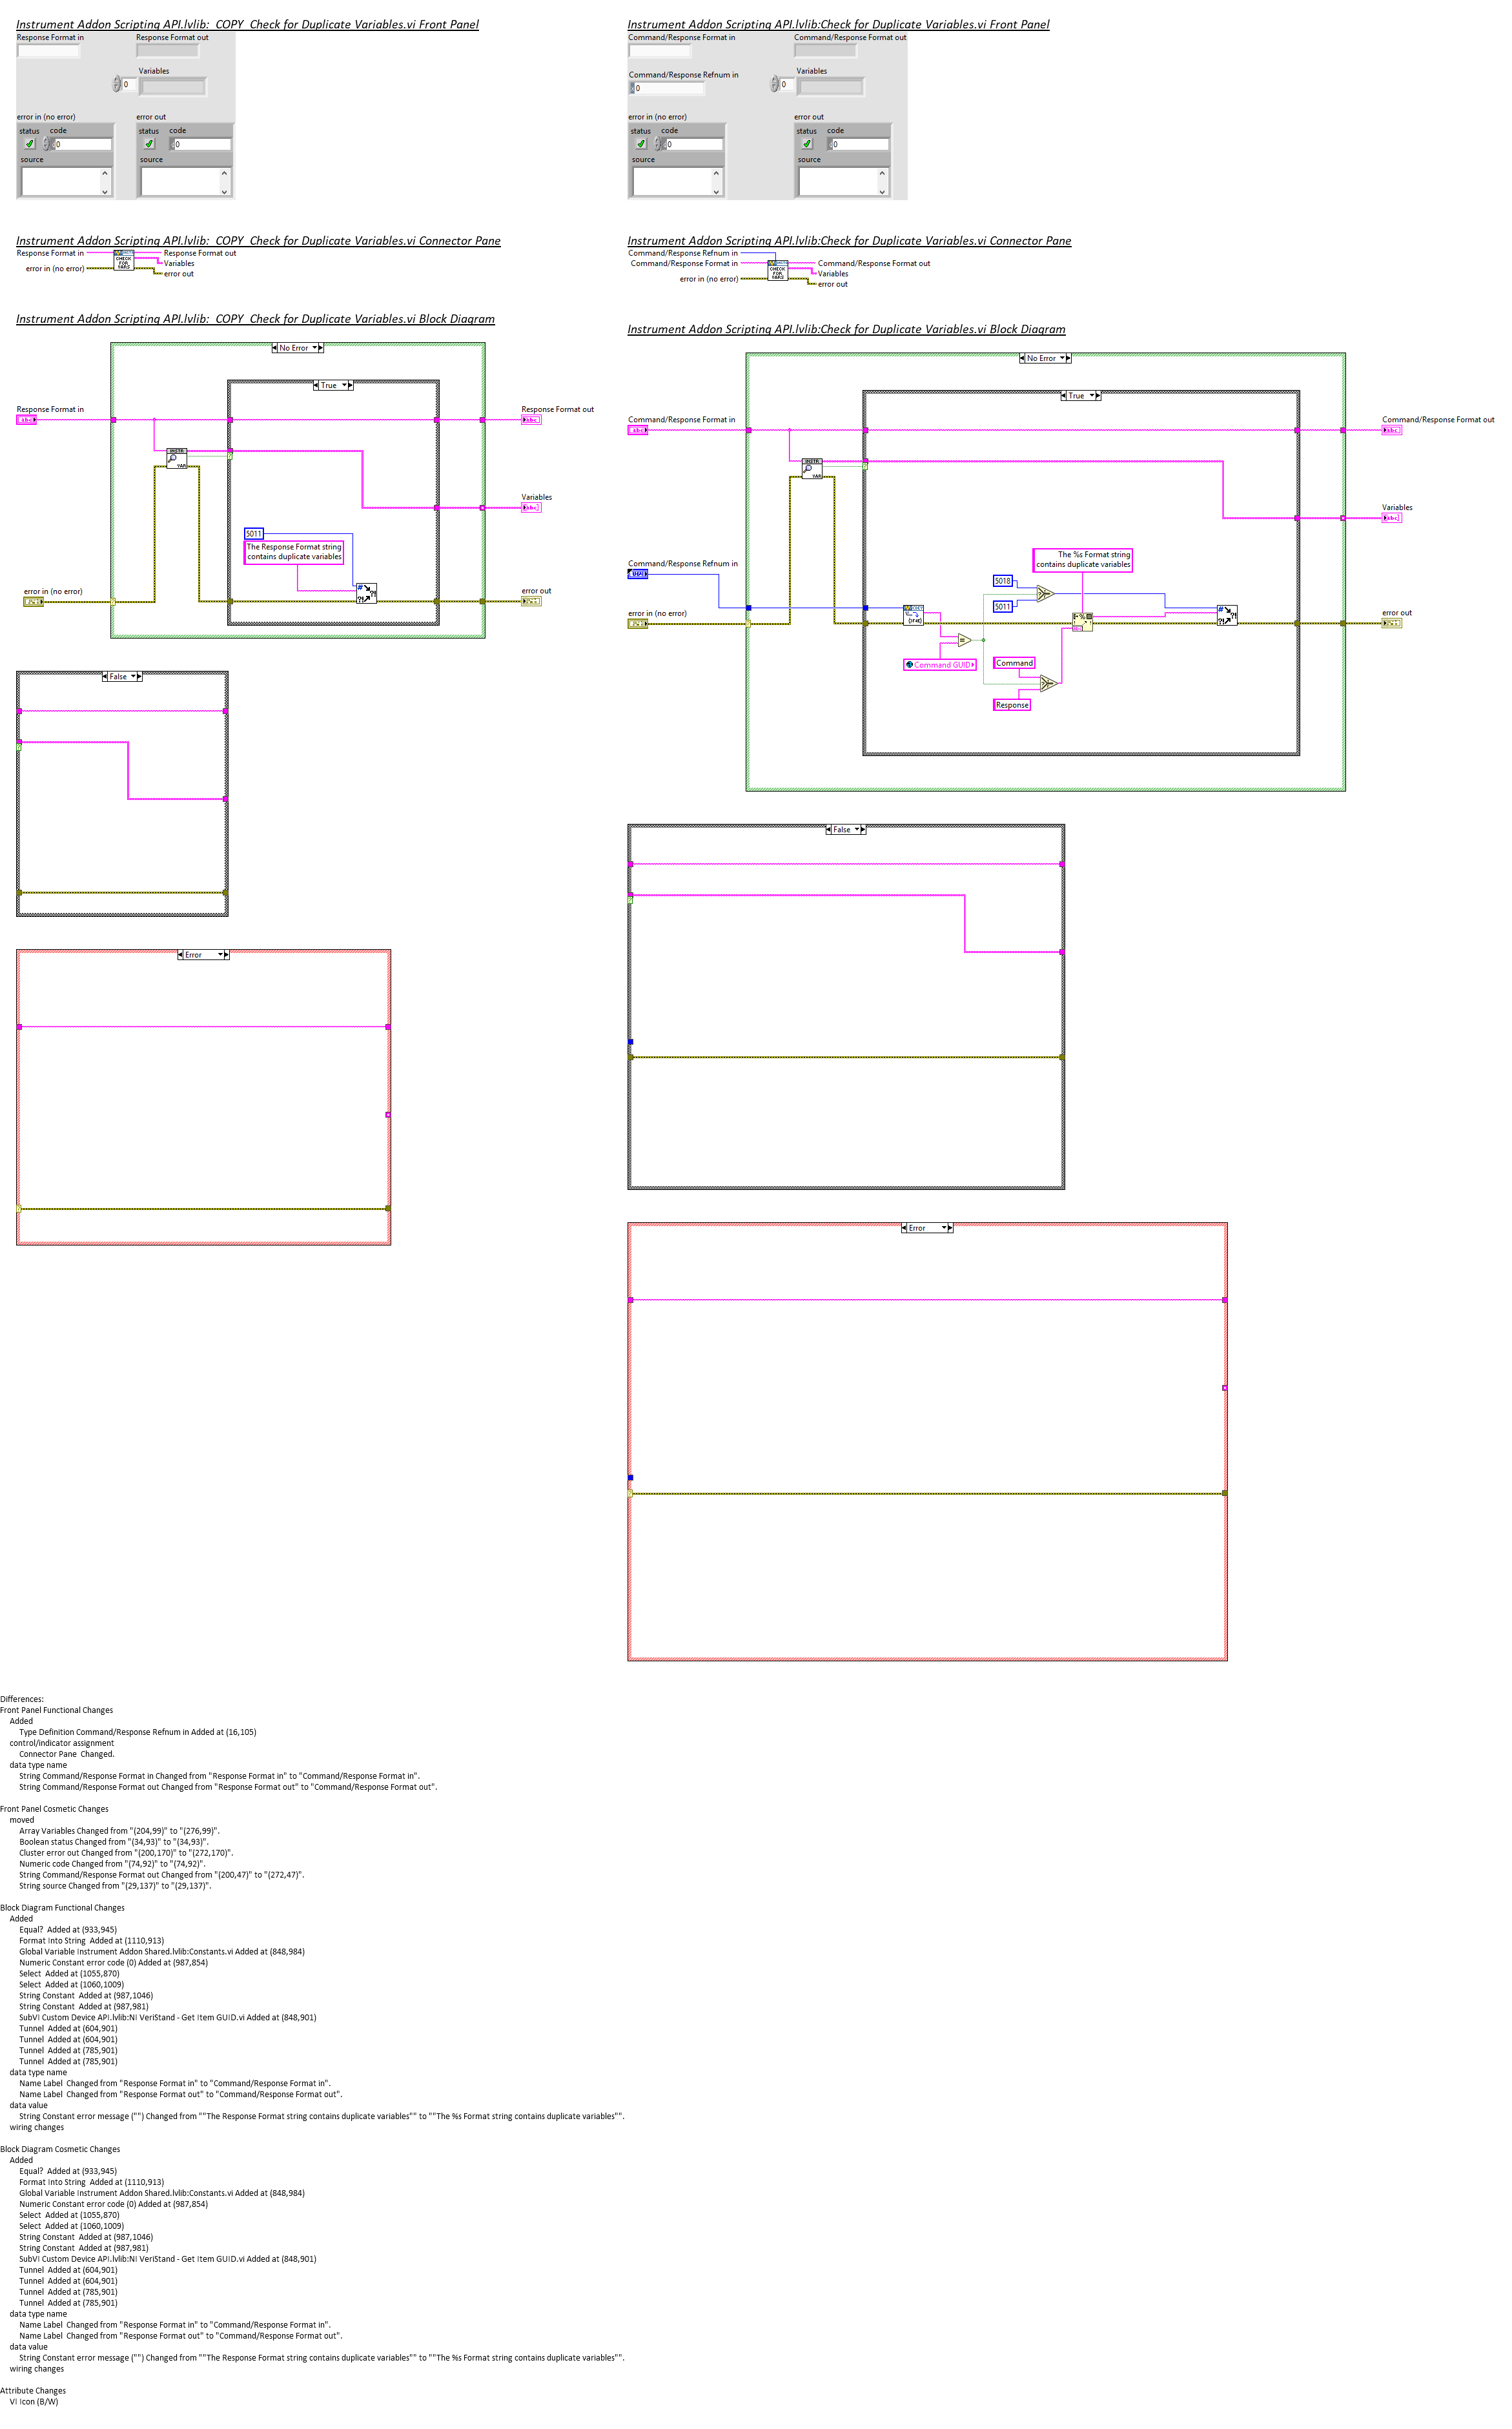 Instrument Addon Scripting API.lvlib:_COPY_Check for Duplicate Variables.vi Front Panel
Response Format in
Response Format out
Variables
0
error in (no error)
error out
status
code
0
source
status
code
0
source
Instrument Addon Scripting API.lvlib:_COPY_Check for Duplicate Variables.vi Connector Pane
Response Format in
error in (no error)
CHECK
FOR
VARS
Response Format out
Variables
error out
Instrument Addon Scripting API.lvlib:_COPY_Check for Duplicate Variables.vi Block Diagram
No Error
True
Response Format in
abc
Response Format out
abc
INSTR
VAR
Variables
abc
5011
The Response Format string
contains duplicate variables
error in (no error)
error out
False
Error
Instrument Addon Scripting API.lvlib:Check for Duplicate Variables.vi Front Panel
Command/Response Format in
Command/Response Format out
Command/Response Refnum in
0
Variables
0
error in (no error)
error out
status
code
0
source
status
code
0
source
Instrument Addon Scripting API.lvlib:Check for Duplicate Variables.vi Connector Pane
Command/Response Refnum in
Command/Response Format in
error in (no error)
CHECK
FOR
VARS
Command/Response Format out
Variables
error out
Instrument Addon Scripting API.lvlib:Check for Duplicate Variables.vi Block Diagram
No Error
True
Command/Response Format in
abc
Command/Response Format out
abc
INSTR
VAR
Variables
abc
The %s Format string
contains duplicate variables
Command/Response Refnum in
5018
5011
error in (no error)
error out
Command GUID
Command
Response
False
Error
Differences:
Front Panel Functional Changes
Added
Type Definition Command/Response Refnum in Added at (16,105)
control/indicator assignment
Connector Pane  Changed.
data type name
String Command/Response Format in Changed from "Response Format in" to "Command/Response Format in".
String Command/Response Format out Changed from "Response Format out" to "Command/Response Format out".
Front Panel Cosmetic Changes
moved
Array Variables Changed from "(204,99)" to "(276,99)".
Boolean status Changed from "(34,93)" to "(34,93)".
Cluster error out Changed from "(200,170)" to "(272,170)".
Numeric code Changed from "(74,92)" to "(74,92)".
String Command/Response Format out Changed from "(200,47)" to "(272,47)".
String source Changed from "(29,137)" to "(29,137)".
Block Diagram Functional Changes
Added
Equal?  Added at (933,945)
Format Into String  Added at (1110,913)
Global Variable Instrument Addon Shared.lvlib:Constants.vi Added at (848,984)
Numeric Constant error code (0) Added at (987,854)
Select  Added at (1055,870)
Select  Added at (1060,1009)
String Constant  Added at (987,1046)
String Constant  Added at (987,981)
SubVI Custom Device API.lvlib:NI VeriStand - Get Item GUID.vi Added at (848,901)
Tunnel  Added at (604,901)
Tunnel  Added at (604,901)
Tunnel  Added at (785,901)
Tunnel  Added at (785,901)
data type name
Name Label  Changed from "Response Format in" to "Command/Response Format in".
Name Label  Changed from "Response Format out" to "Command/Response Format out".
data value
String Constant error message ("") Changed from ""The Response Format string contains duplicate variables"" to ""The %s Format string contains duplicate variables"".
wiring changes
Block Diagram Cosmetic Changes
Added
Equal?  Added at (933,945)
Format Into String  Added at (1110,913)
Global Variable Instrument Addon Shared.lvlib:Constants.vi Added at (848,984)
Numeric Constant error code (0) Added at (987,854)
Select  Added at (1055,870)
Select  Added at (1060,1009)
String Constant  Added at (987,1046)
String Constant  Added at (987,981)
SubVI Custom Device API.lvlib:NI VeriStand - Get Item GUID.vi Added at (848,901)
Tunnel  Added at (604,901)
Tunnel  Added at (604,901)
Tunnel  Added at (785,901)
Tunnel  Added at (785,901)
data type name
Name Label  Changed from "Response Format in" to "Command/Response Format in".
Name Label  Changed from "Response Format out" to "Command/Response Format out".
data value
String Constant error message ("") Changed from ""The Response Format string contains duplicate variables"" to ""The %s Format string contains duplicate variables"".
wiring changes
Attribute Changes
VI Icon (B/W)